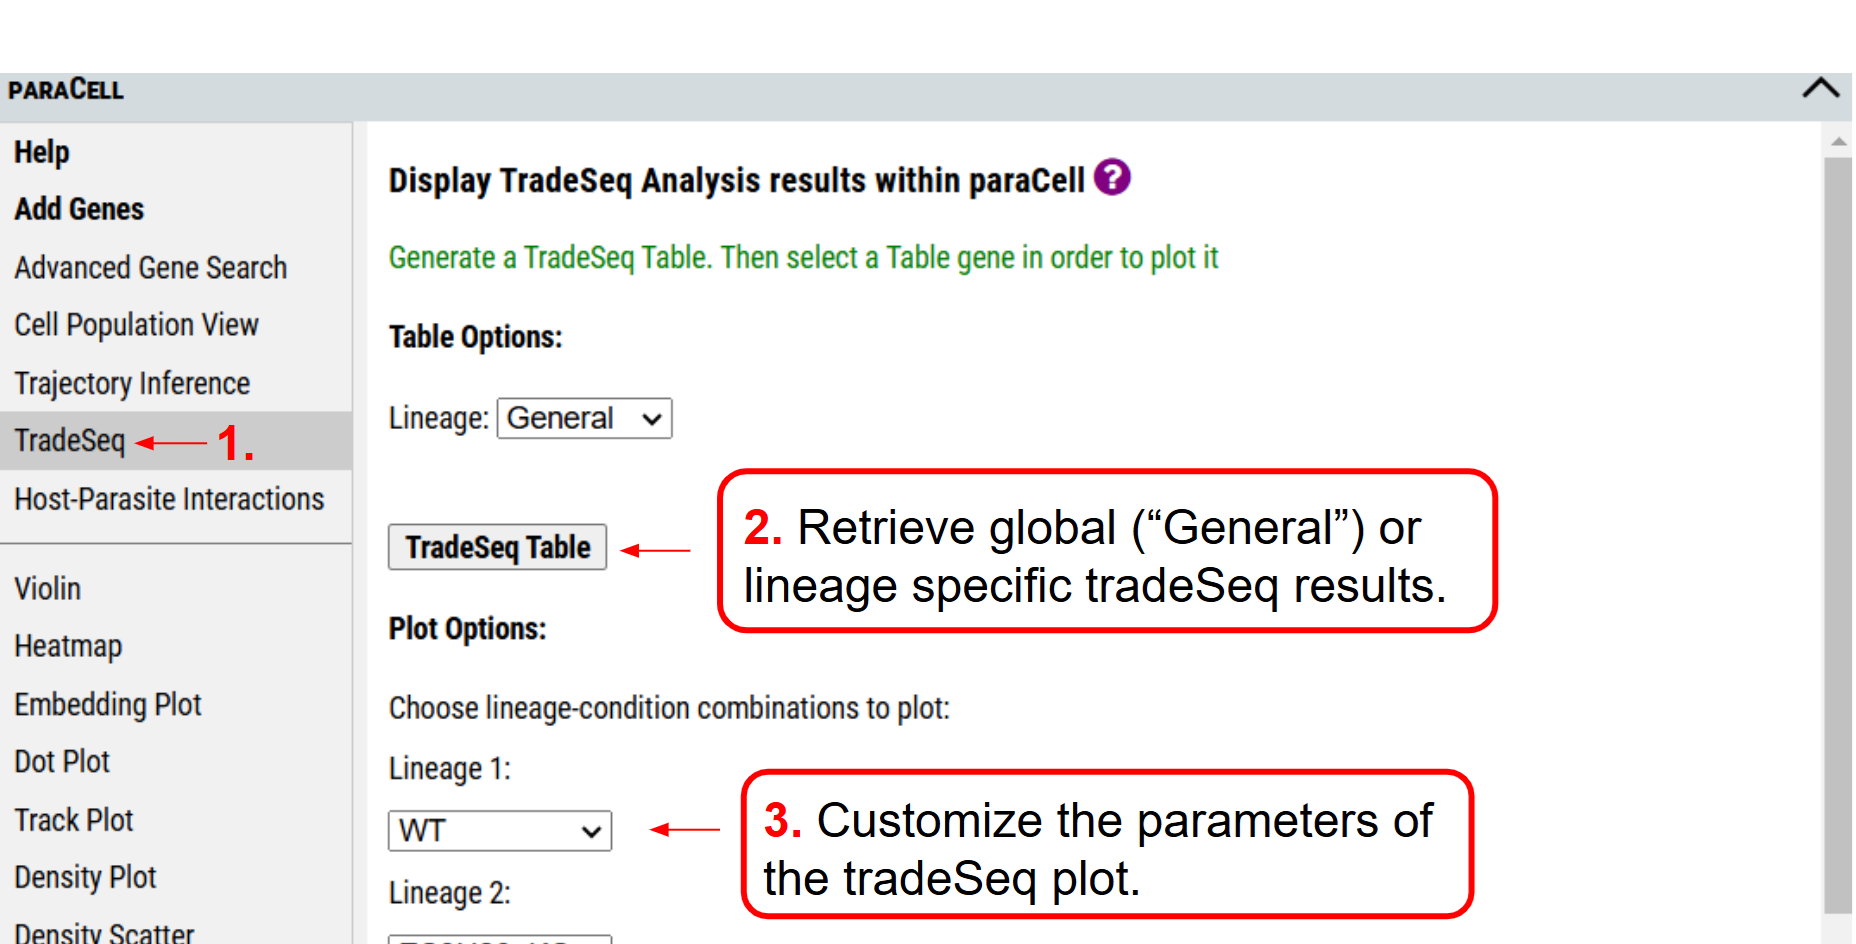 PARACELL
Help
Add Genes
Advanced Gene Search
Cell Population View
Trajectory Inference
TradeSeq
1.
Host-Parasite Interactions
Violin
Heatmap
Embedding Plot
Dot Plot
Track Plot
Density Plot
Density Scatter
Display TradeSeq Analysis results within paraCell ?
Generate a TradeSeq Table. Then select a Table gene in order to plot it
Table Options:
Lineage: General
TradeSeq Table
2. Retrieve global (“General”) or
lineage specific tradeSeq results.
Plot Options:
Choose lineage-condition combinations to plot:
Lineage 1:
WT
3. Customize the parameters of
the tradeSeq plot.
Lineage 2: